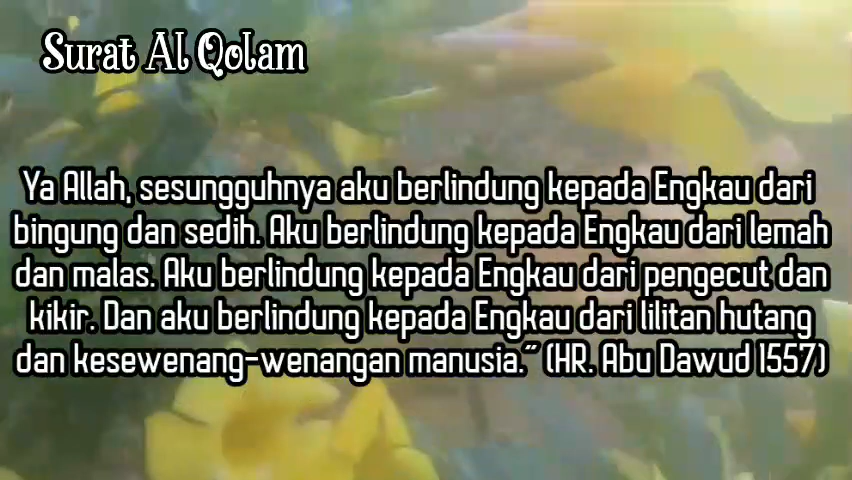 Surat Al Qolam
Ya Allah, sesungguhnya aku berlindung kepada Engkau dari
bingung dan sedih. Aku berlindung kepada Engkau dari lemah
dan malas. Aku berlindung kepada Engkau dari pengecut dan
kikir. Dan aku berlindung kepada Engkau dari lilitan hutang
dan kesewenang-wenangan manusia.” (HR. Abu Dawud 1557)